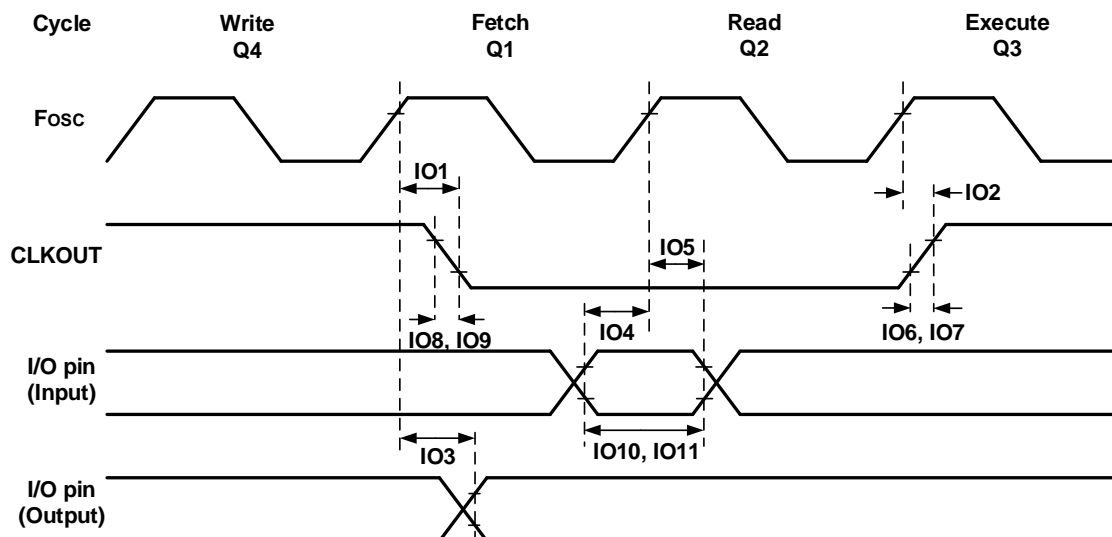 Cycle Write Fetch Read Execute
Q4 Q1 Q2 Q3
Fosc
IO1
IO2
CLKOUT
IO5
IO4
IO8, IO9
IO6, IO7
I/O pin
(Input)
IO10, IO11
IO3
I/O pin
(Output)